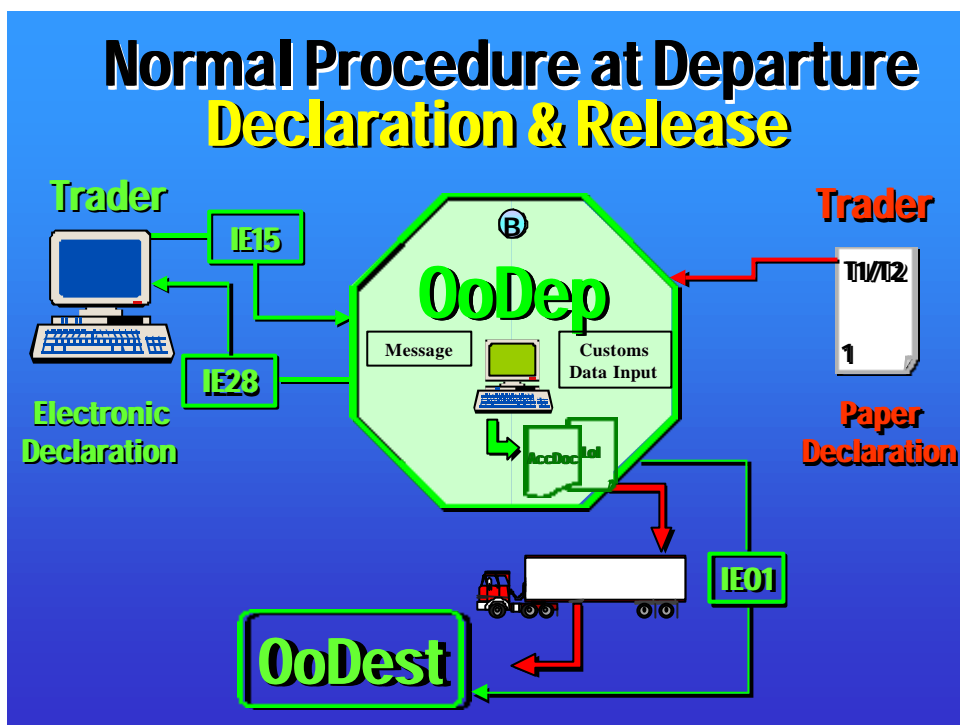 Normal Procedure at Departure
Declaration & Release
Trader
IE15
IE28
Electronic
Declaration
B
OoDep
Message
Customs
Data Input
AccDoc
LoI
Trader
T1/T2
1
Paper
Declaration
IE01
OoDest